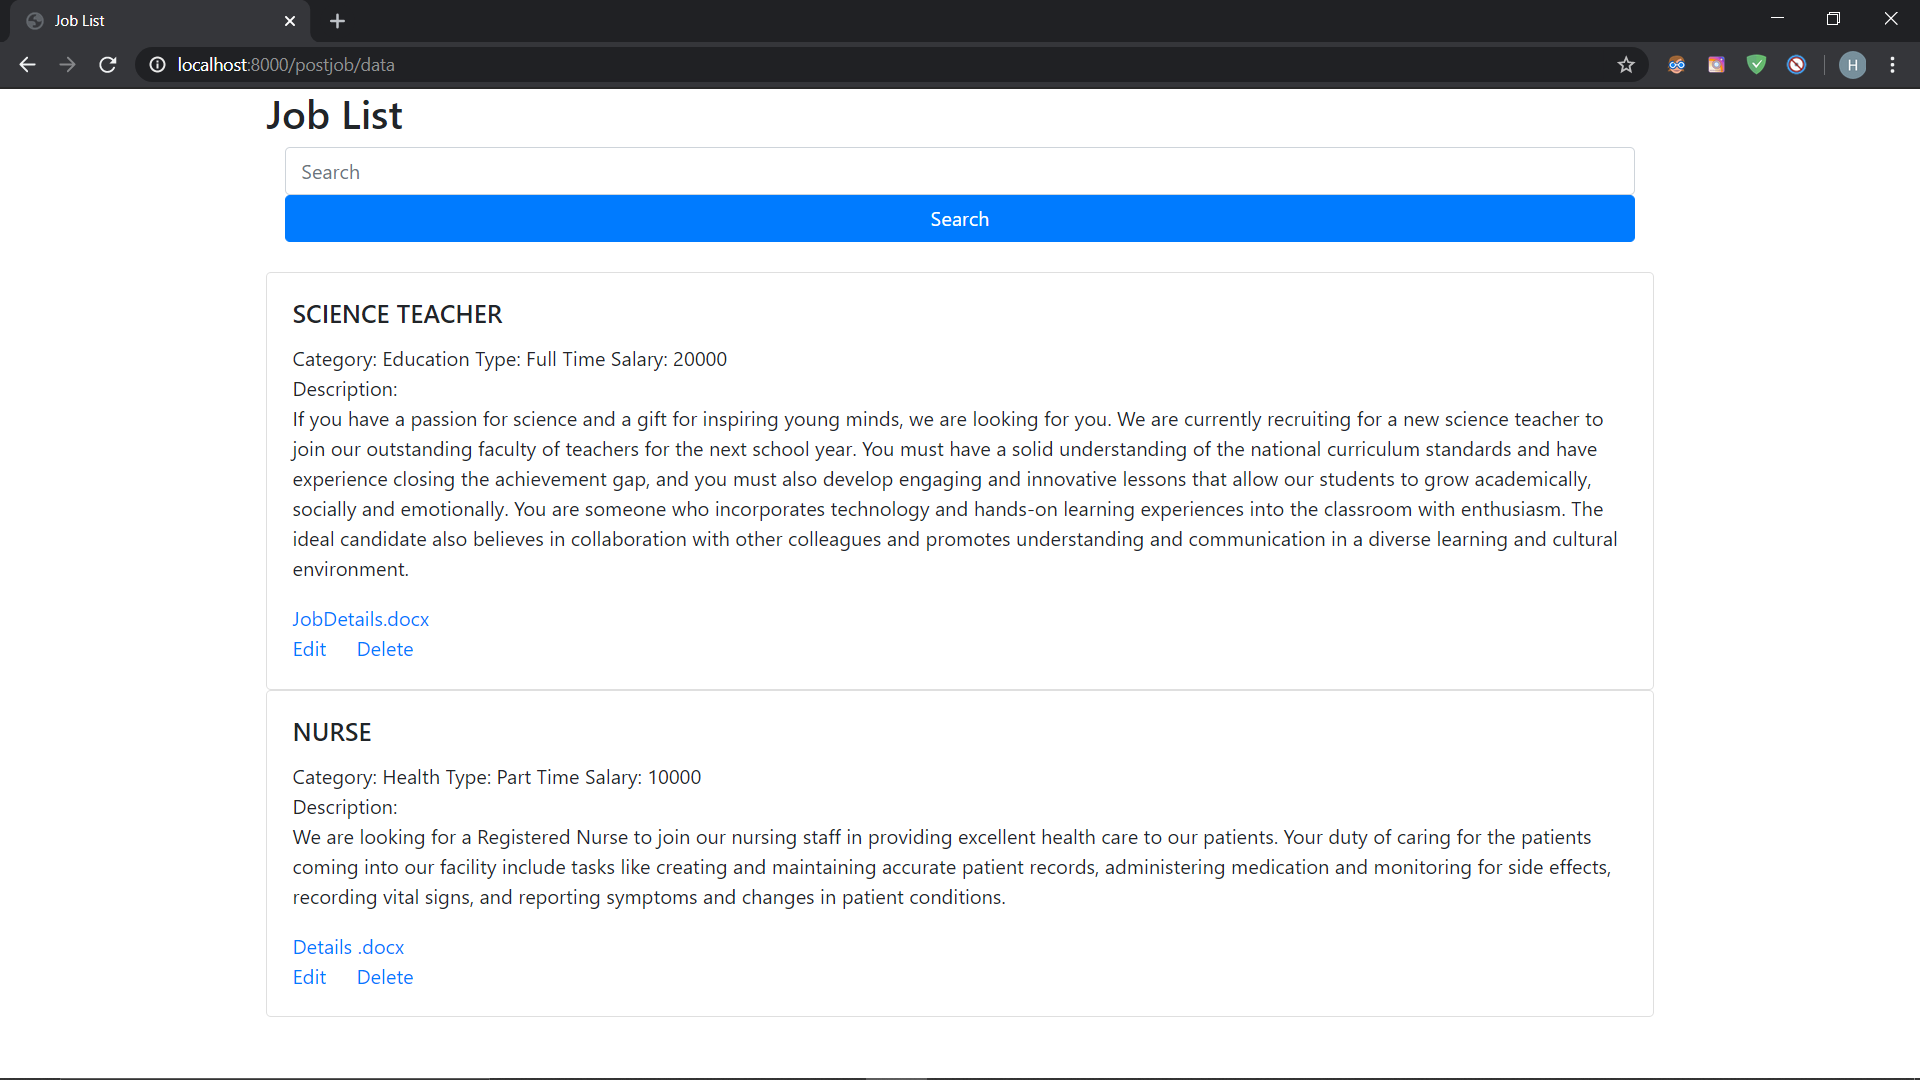 Job List
localhost:8000/postjob/data
H
Job List
Search
Search
SCIENCE TEACHER
Category: Education Type: Full Time Salary: 20000
Description:
If you have a passion for science and a gift for inspiring young minds, we are looking for you. We are currently recruiting for a new science teacher to
join our outstanding faculty of teachers for the next school year. You must have a solid understanding of the national curriculum standards and have
experience closing the achievement gap, and you must also develop engaging and innovative lessons that allow our students to grow academically,
socially and emotionally. You are someone who incorporates technology and hands-on learning experiences into the classroom with enthusiasm. The
ideal candidate also believes in collaboration with other colleagues and promotes understanding and communication in a diverse learning and cultural
environment.
JobDetails.docx
Edit Delete
NURSE
Category: Health Type: Part Time Salary: 10000
Description:
We are looking for a Registered Nurse to join our nursing staff in providing excellent health care to our patients. Your duty of caring for the patients
coming into our facility include tasks like creating and maintaining accurate patient records, administering medication and monitoring for side effects,
recording vital signs, and reporting symptoms and changes in patient conditions.
Details .docx
Edit Delete